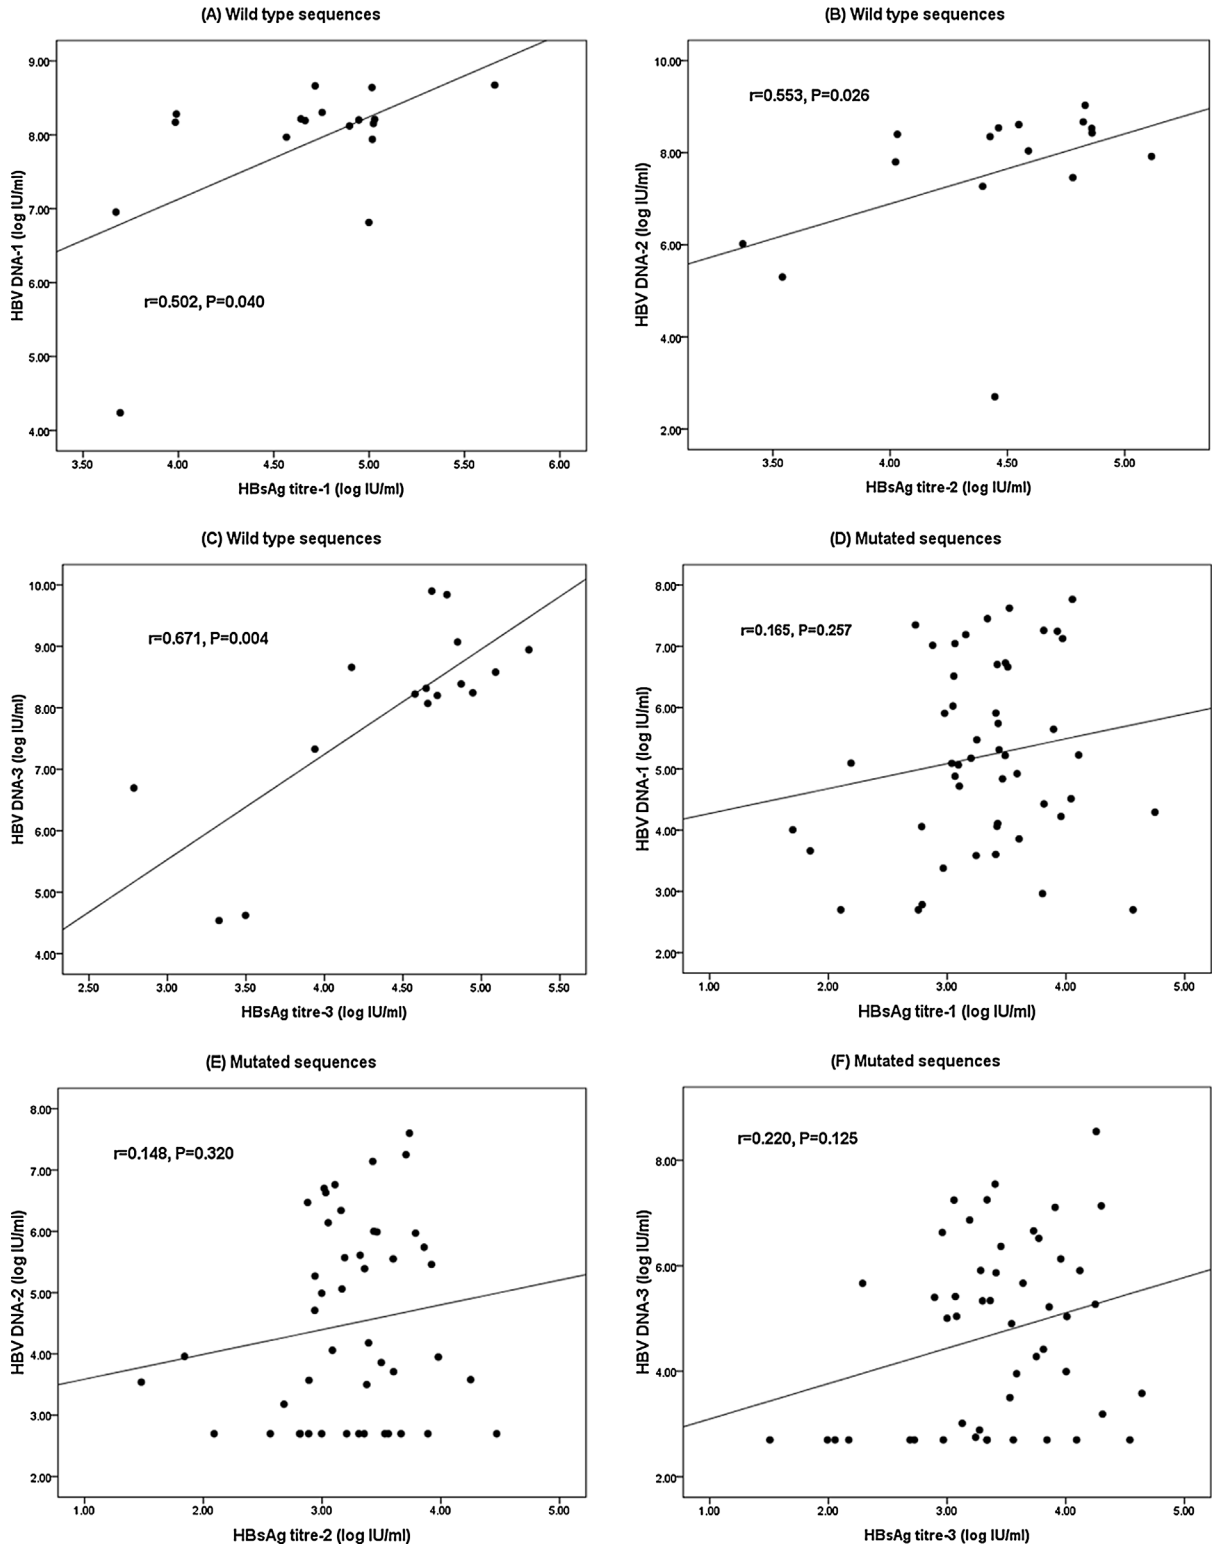 (A) Wild type sequences
9.00
8.00
7.00
6.00
5.00
4.00
HBV DNA-1 (log IU/ml)
r=0.502, P=0.040
3.50 4.00 4.50 5.00 5.50 6.00
HBsAg titre-1 (log IU/ml)
(B) Wild type sequences
10.00
8.00
6.00
4.00
2.00
HBV DNA-2 (log IU/ml)
r=0.553, P=0.026
3.50 4.00 4.50 5.00
HBsAg titre-2 (log IU/ml)
(C) Wild type sequences
10.00
9.00
8.00
7.00
6.00
5.00
4.00
HBV DNA-3 (log IU/ml)
r=0.671, P=0.004
2.50 3.00 3.50 4.00 4.50 5.00 5.50
HBsAg titre-3 (log IU/ml)
(D) Mutated sequences
8.00
7.00
6.00
5.00
4.00
3.00
2.00
HBV DNA-1 (log IU/ml)
r=0.165, P=0.257
1.00 2.00 3.00 4.00 5.00
HBsAg titre-1 (log IU/ml)
(E) Mutated sequences
8.00
7.00
6.00
5.00
4.00
3.00
2.00
HBV DNA-2 (log IU/ml)
r=0.148, P=0.320
1.00 2.00 3.00 4.00 5.00
HBsAg titre-2 (log IU/ml)
(F) Mutated sequences
8.00
6.00
4.00
2.00
HBV DNA-3 (log IU/ml)
r=0.220, P=0.125
1.00 2.00 3.00 4.00 5.00
HBsAg titre-3 (log IU/ml)